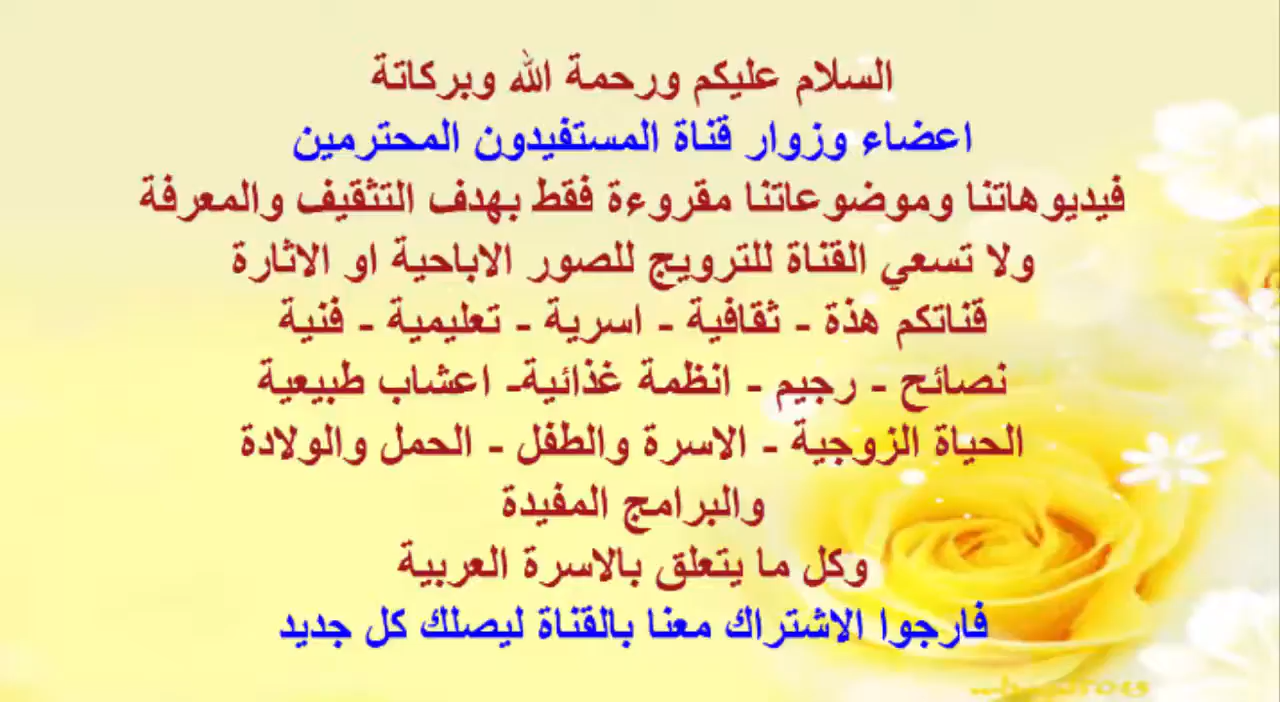 السلام عليكم ورحمة الله وبركاتة
اعضاء وزوار قناة المستفيدون المحترمين
فيديوهاتنا وموضوعاتنا مقروءة فقط بهدف التثقيف والمعرفة
ولا تسعي القناة للترويج للصور الاباحية او الاثارة
قناتكم هذة - ثقافية - اسرية - تعليمية - فنية
نصائح - رجيم - انظمة غذائية- اعشاب طبيعية
الحياة الزوجية - الاسرة والطفل - الحمل والولادة
والبرامج المفيدة
وكل ما يتعلق بالاسرة العربية
فارجوا الاشتراك معنا بالقناة ليصلك كل جديد